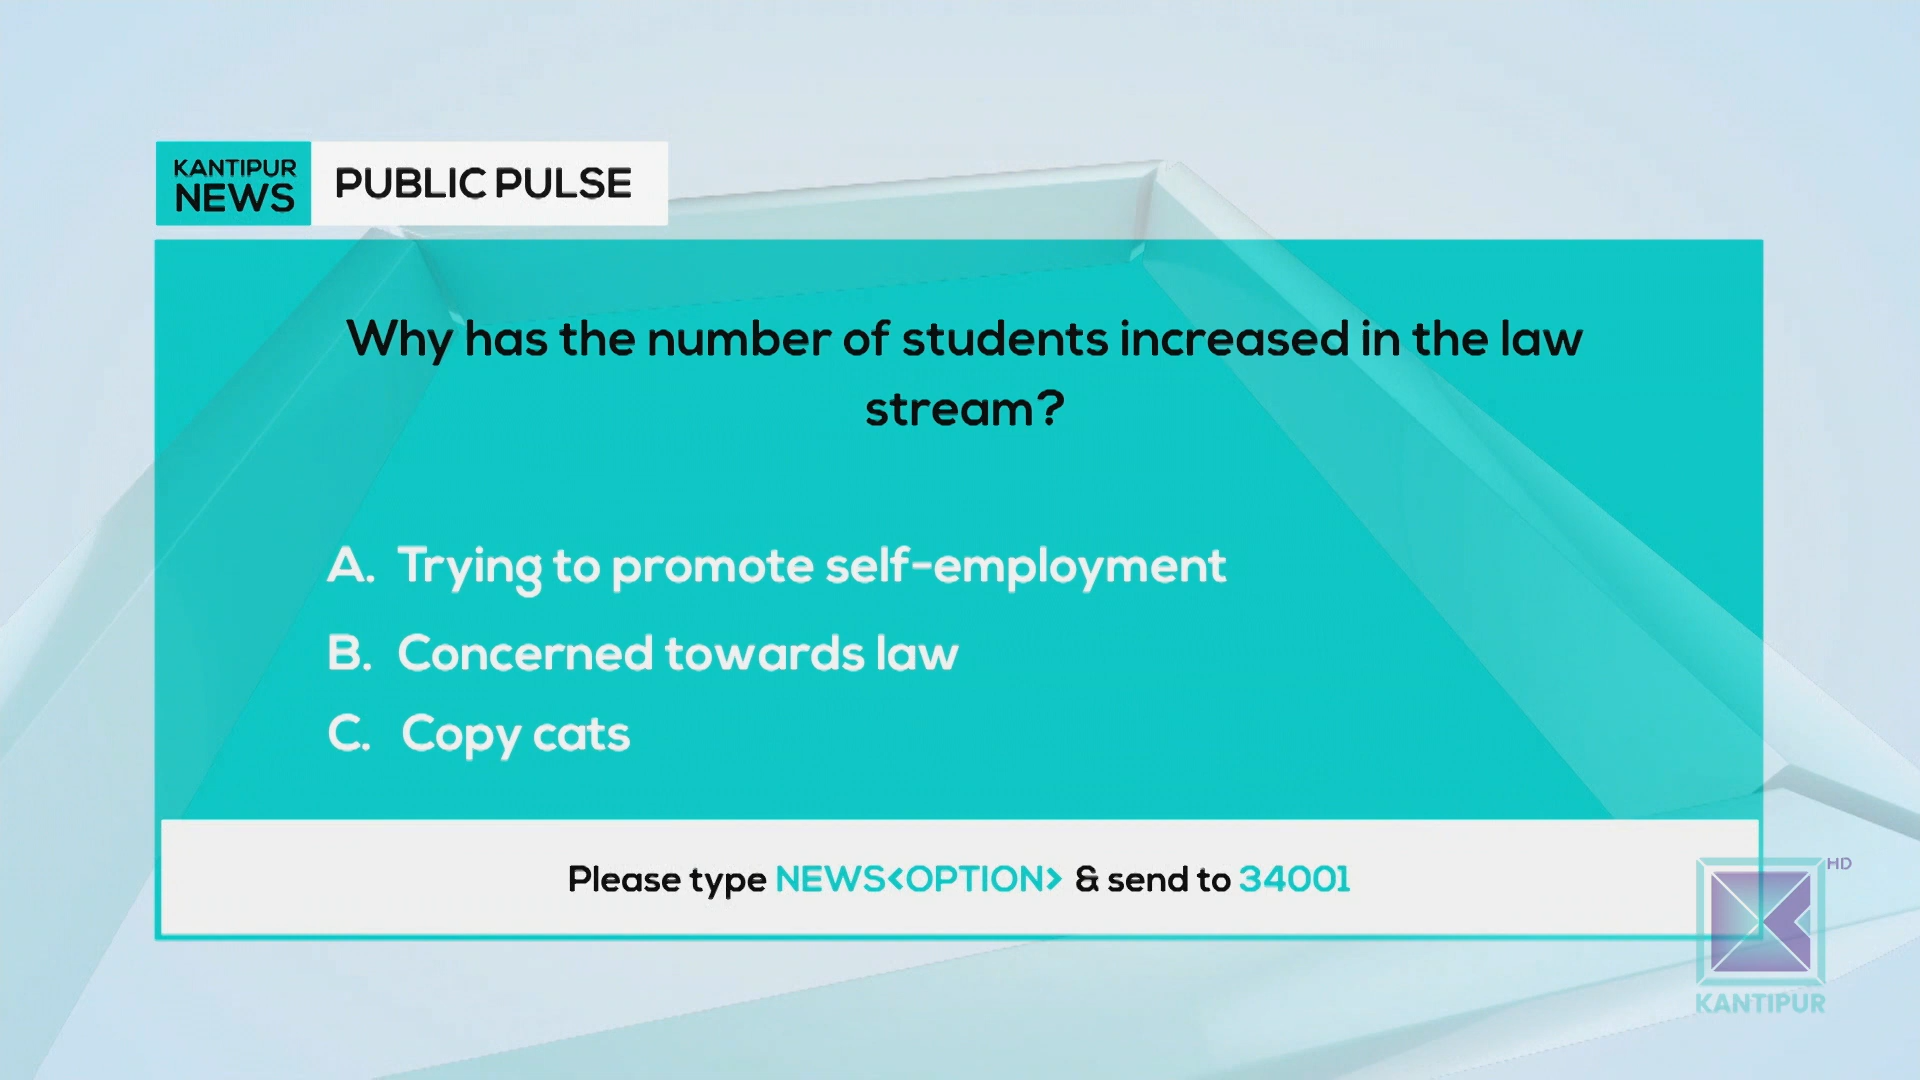 KANTIPUR
NEWS
PUBLIC PULSE
Why has the number of students increased in the law
stream?
A. Trying to promote self-employment
B. Concerned towards law
C. Copy cats
Please type NEWS<OPTION> & send to 34001
HD
KANTIPUR